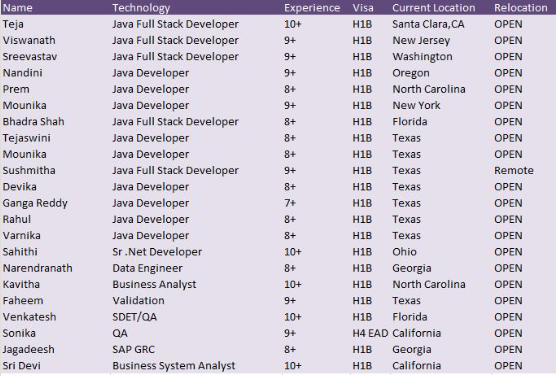 Name Technology Experience Visa Current Location Relocation
Teja Java Full Stack Developer 10+ H1B Santa Clara,CA OPEN
Viswanath Java Full Stack Developer 9+ H1B New Jersey OPEN
Sreevastav Java Full Stack Developer 9+ H1B Washington OPEN
Nandini Java Developer 9+ H1B Oregon OPEN
Prem Java Developer 8+ H1B North Carolina OPEN
Mounika Java Developer 9+ H1B New York OPEN
Bhadra Shah Java Full Stack Developer 8+ H1B Florida OPEN
Tejaswini Java Developer 8+ H1B Texas OPEN
Mounika Java Developer 8+ H1B Texas OPEN
Sushmitha Java Full Stack Developer 9+ H1B Texas Remote
Devika Java Developer 8+ H1B Texas OPEN
Ganga Reddy Java Developer 7+ H1B Texas OPEN
Rahul Java Developer 8+ H1B Texas OPEN
Varnika Java Developer 8+ H1B Texas OPEN
Sahithi Sr .Net Developer 10+ H1B Ohio OPEN
Narendranath Data Engineer 8+ H1B Georgia OPEN
Kavitha Business Analyst 10+ H1B North Carolina OPEN
Faheem Validation 9+ H1B Texas OPEN
Venkatesh SDET/QA 10+ H1B Florida OPEN
Sonika QA 9+ H4 EAD California OPEN
Jagadeesh SAP GRC 8+ H1B Georgia OPEN
Sri Devi Business System Analyst 10+ H1B California OPEN